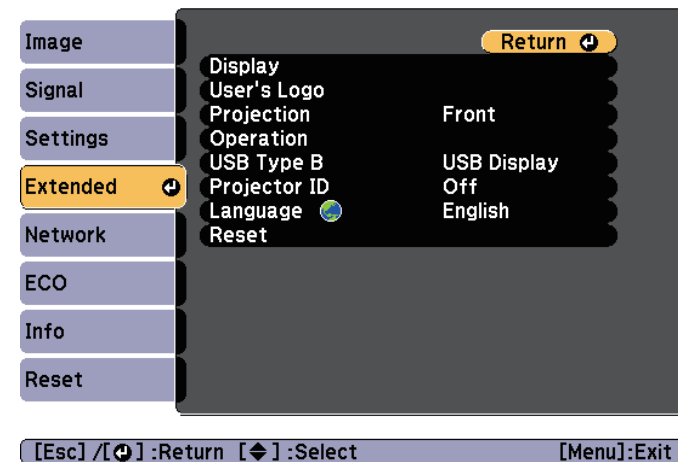 Image
Signal
Settings
Extended
Network
ECO
Info
Reset
Return
Display
User's Logo
Projection Front
Operation
USB Type B USB Display
Projector ID Off
Language English
Reset
[Esc] /[ ] :Return [ ] :Select [Menu]:Exit